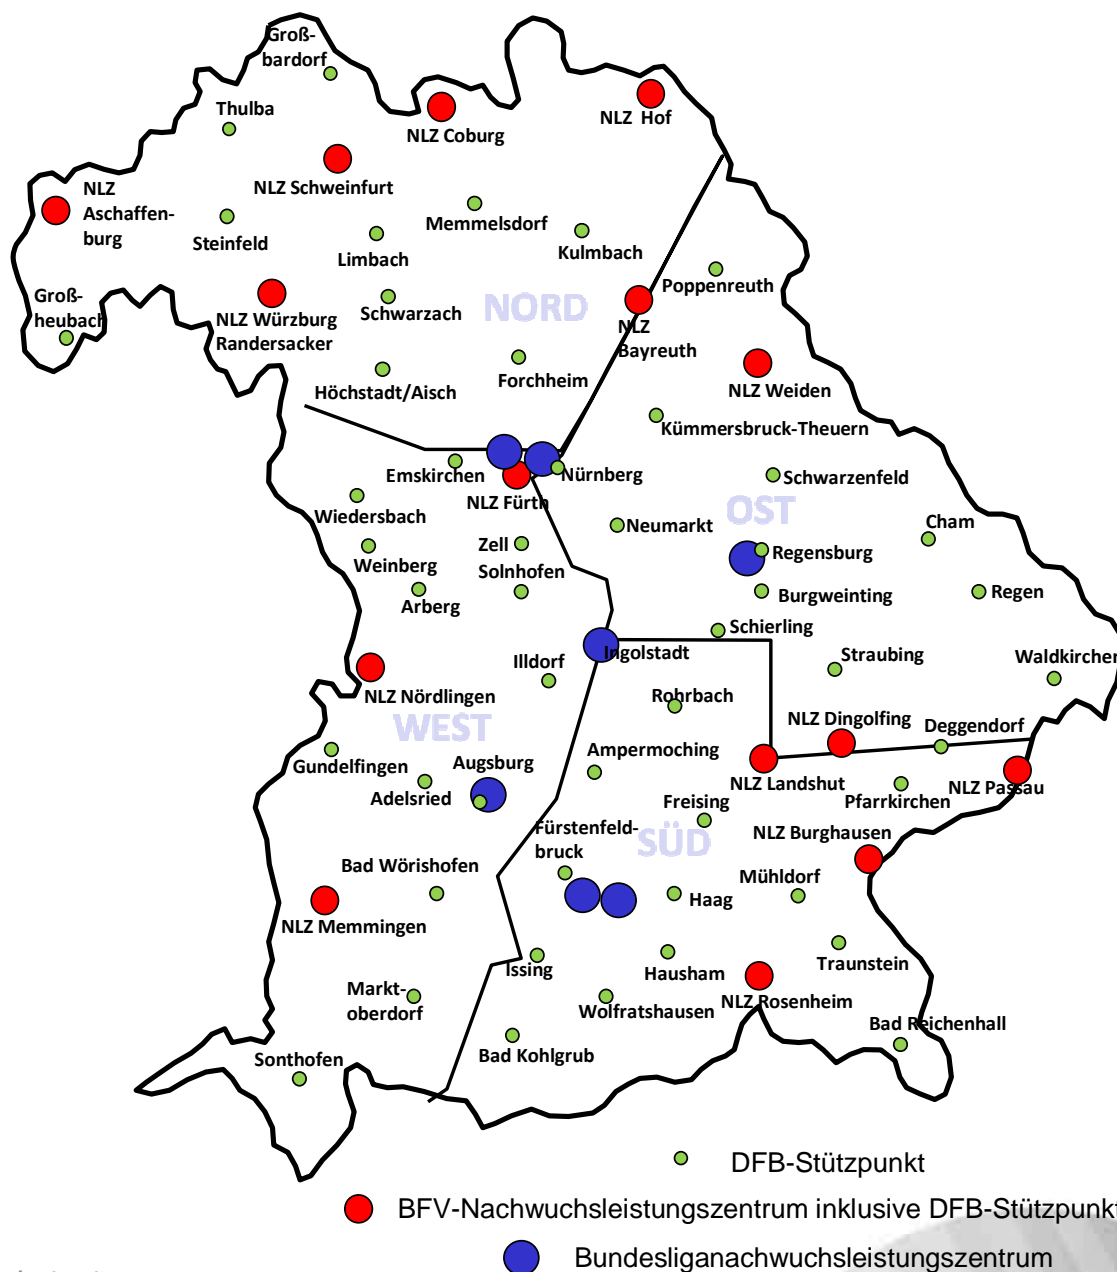 Groß-
bardorf
Thulba
NLZ Coburg
NLZ Hof
NLZ Schweinfurt
NLZ
Aschaffen-
burg
Steinfeld
Memmelsdorf
Limbach
Kulmbach
Poppenreuth
Groß-
heubach
NLZ Würzburg
Randersacker
Schwarzach
NORD
NLZ
Bayreuth
Höchstadt/Aisch
Forchheim
NLZ Weiden
Kümmersbruck-Theuern
Emskirchen
Nürnberg
NLZ Fürth
Schwarzenfeld
Wiedersbach
OST
Neumarkt
Cham
Zell
Weinberg
Regensburg
Solnhofen
Arberg
Burgweinting
Regen
Schierling
Ingolstadt
Illdorf
Straubing
Waldkirchen
NLZ Nördlingen
Rohrbach
WEST
NLZ Dingolfing
Deggendorf
Gundelfingen
Augsburg
Ampermoching
NLZ Landshut
Adelsried
Freising
Pfarrkirchen
NLZ Passau
Fürstenfeld-
bruck
SÜD
NLZ Burghausen
Bad Wörishofen
Mühldorf
Haag
NLZ Memmingen
Issing
Hausham
Traunstein
Markt-
oberdorf
Wolfratshausen
NLZ Rosenheim
Bad Reichenhall
Sonthofen
Bad Kohlgrub
DFB-Stützpunkt
BFV-Nachwuchsleistungszentrum inklusive DFB-Stützpunkt
Bundesliganachwuchsleistungszentrum